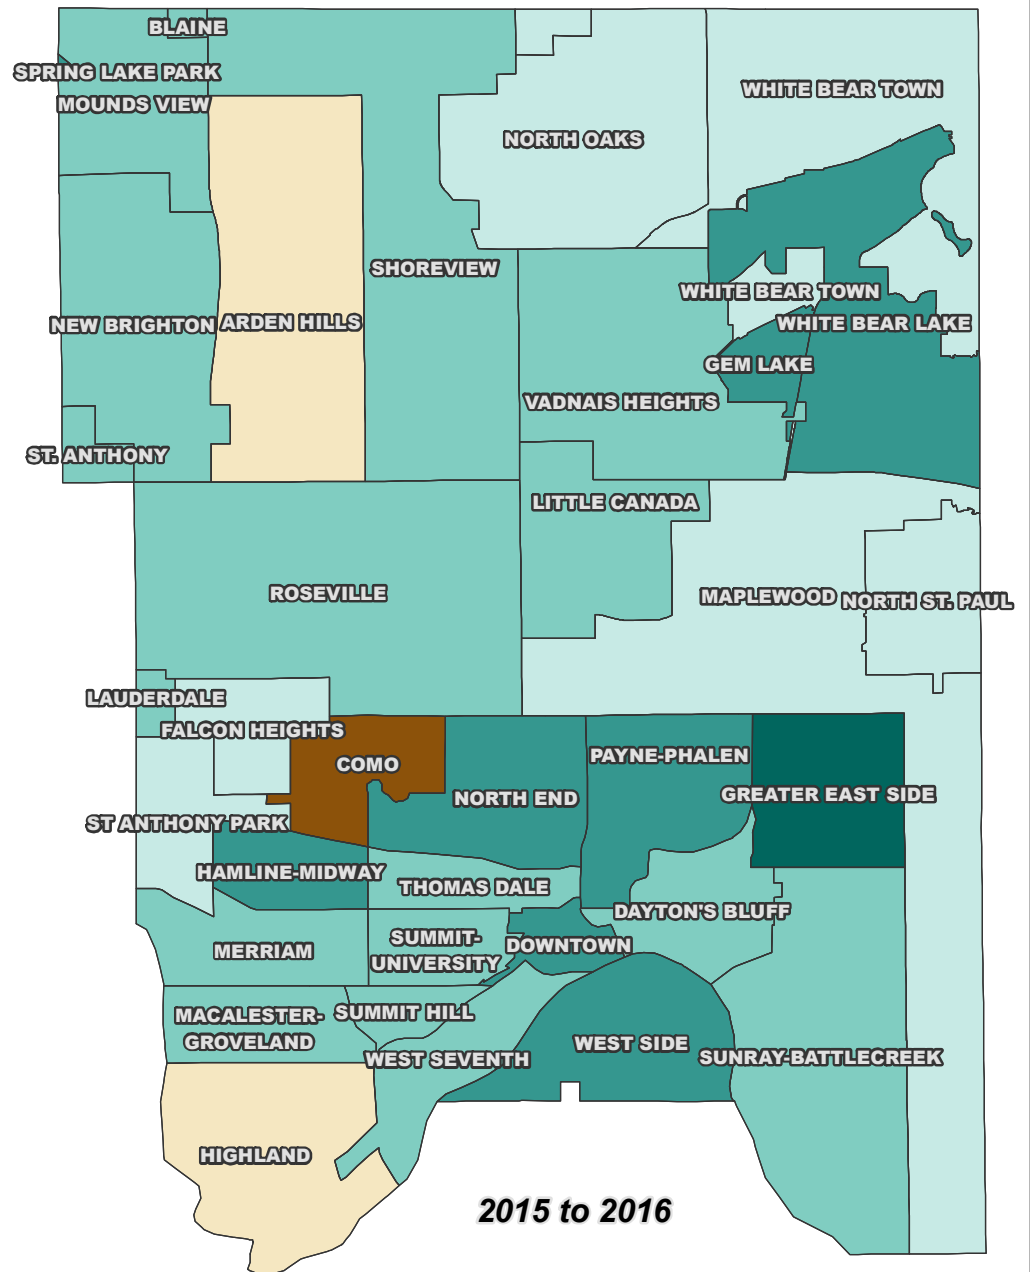 BLAINE
SPRING LAKE PARK
MOUNDS VIEW
WHITE BEAR TOWN
NORTH OAKS
SHOREVIEW
WHITE BEAR TOWN
NEW BRIGHTON
ARDEN HILLS
WHITE BEAR LAKE
GEM LAKE
VADNAIS HEIGHTS
ST. ANTHONY
LITTLE CANADA
ROSEVILLE
MAPLEWOOD
NORTH ST. PAUL
LAUDERDALE
FALCON HEIGHTS
COMO
PAYNE-PHALEN
NORTH END
GREATER EAST SIDE
ST ANTHONY PARK
HAMLINE-MIDWAY
THOMAS DALE
DAYTON'S BLUFF
MERRIAM
SUMMIT-
UNIVERSITY
DOWNTOWN
MACALESTER-
GROVELAND
SUMMIT HILL
WEST SEVENTH
WEST SIDE
SUNRAY-BATTLECREEK
HIGHLAND
2015 to 2016